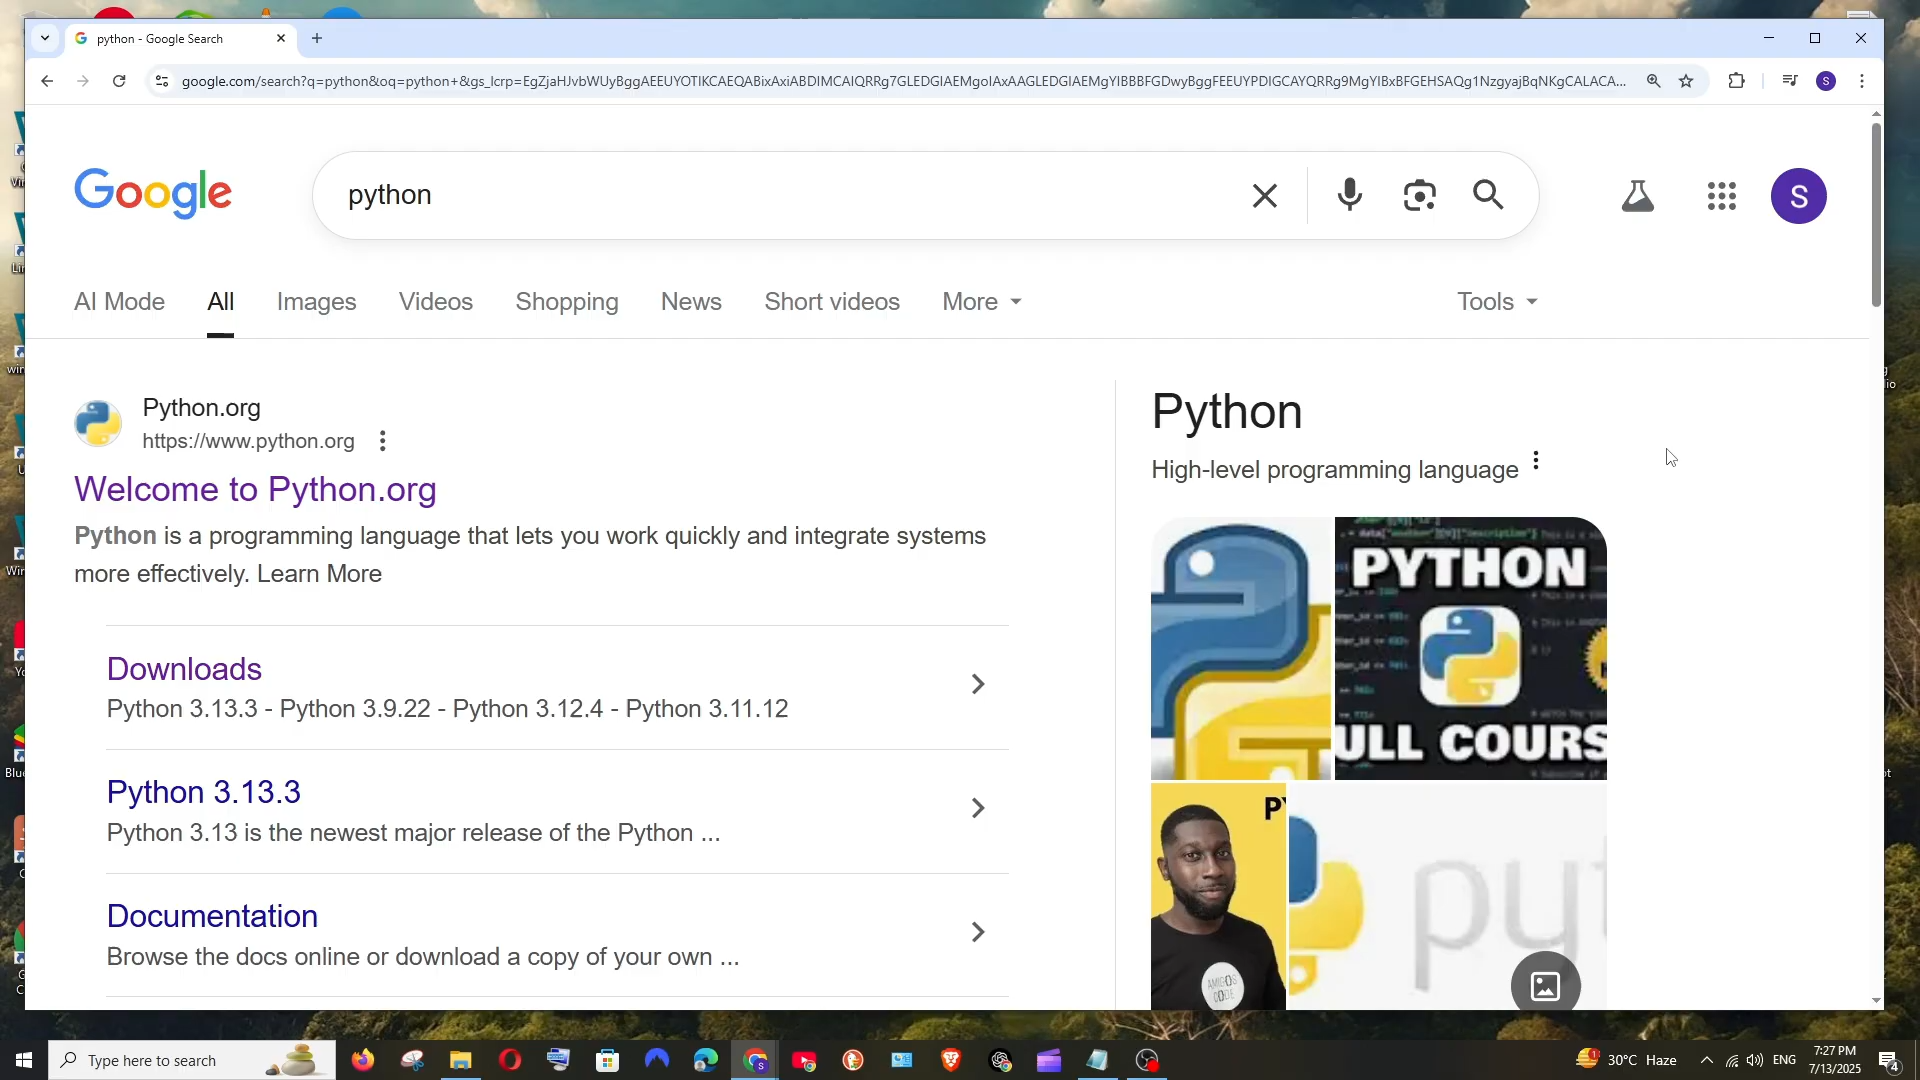 python - Google Search
google.com/search?q=python&oq=python+&gs_lcrp=EgZjaHJvbWUyBggAEEUYOTIKCAEQABixAxiABDIMCAIQRRg7GLEDGIAEMgoIAxAAGLEDGIAEMgYIBBBFGDwyBggFEEUYPDIGCAYQRRg9MgYIBxBFGEHSAQg1NzgyajBqNKgCALACA...
S
Google
python
S
AI Mode
All
Images
Videos
Shopping
News
Short videos
More
Tools
Python.org
https://www.python.org
Welcome to Python.org
Python is a programming language that lets you work quickly and integrate systems
more effectively. Learn More
Downloads
Python 3.13.3 - Python 3.9.22 - Python 3.12.4 - Python 3.11.12
Python 3.13.3
Python 3.13 is the newest major release of the Python ...
Documentation
Browse the docs online or download a copy of your own ...
Python
High-level programming language
PYTHON
ULL COURS
PY
AMIGOS
CODE
pyt
Type here to search
30°C Haze
ENG
7:27 PM
7/13/2025
4